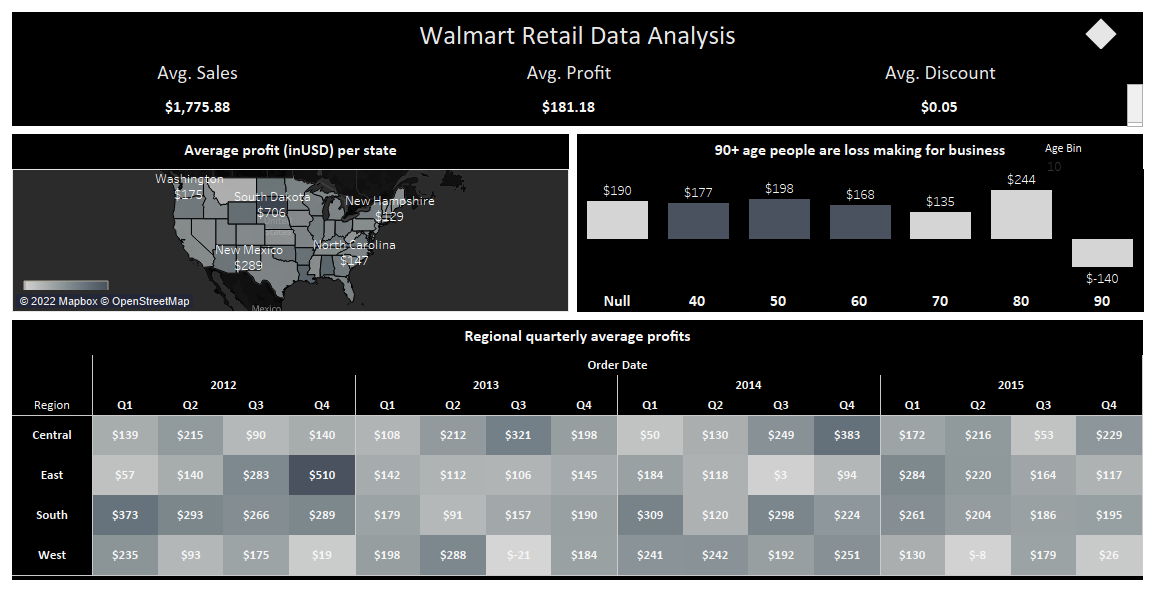 Walmart Retail Data Analysis
Avg. Sales Avg. Profit Avg. Discount
$1,775.88 $181.18 $0.05
Average profit (inUSD) per state
Washington
$175
South Dakota
$706
New Hampshire
$129
New Mexico
$289
North Carolina
$147
Mexico
© 2022 Mapbox © OpenStreetMap
90+ age people are loss making for business
Age Bin
10
$190 $177 $198 $168 $135 $244 $-140
Null 40 50 60 70 80 90
Regional quarterly average profits
Order Date
2012 2013 2014 2015
Region Q1 Q2 Q3 Q4 Q1 Q2 Q3 Q4 Q1 Q2 Q3 Q4 Q1 Q2 Q3 Q4
Central $139 $215 $90 $140 $108 $212 $321 $198 $50 $130 $249 $383 $172 $216 $53 $229
East $57 $140 $283 $510 $142 $112 $106 $145 $184 $118 $3 $94 $284 $220 $164 $117
South $373 $293 $266 $289 $179 $91 $157 $190 $309 $120 $298 $224 $261 $204 $186 $195
West $235 $93 $175 $19 $198 $288 $-21 $184 $241 $242 $192 $251 $130 $-8 $179 $26